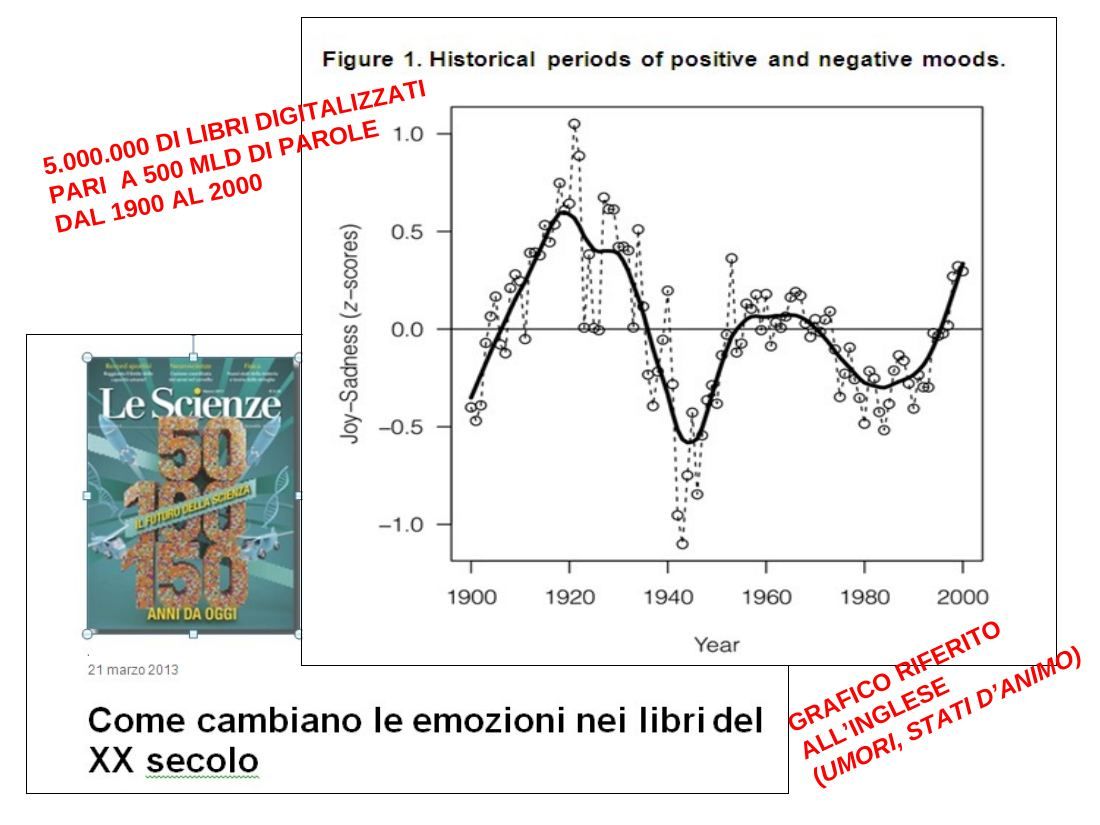 Figure 1. Historical periods of positive and negative moods.
5.000.000 DI LIBRI DIGITALIZZATI
PARI A 500 MLD DI PAROLE
DAL 1900 AL 2000
1.0
0.5
0.0
−0.5
−1.0
Joy−Sadness (z−scores)
1900 1920 1940 1960 1980 2000
Year
Le Scienze
50
100
IL FUTURO DELLA SCIENZA
150
ANNI DA OGGI
21 marzo 2013
Come cambiano le emozioni nei libri del
XX secolo
GRAFICO RIFERITO
ALL’INGLESE
(UMORI, STATI D’ANIMO)